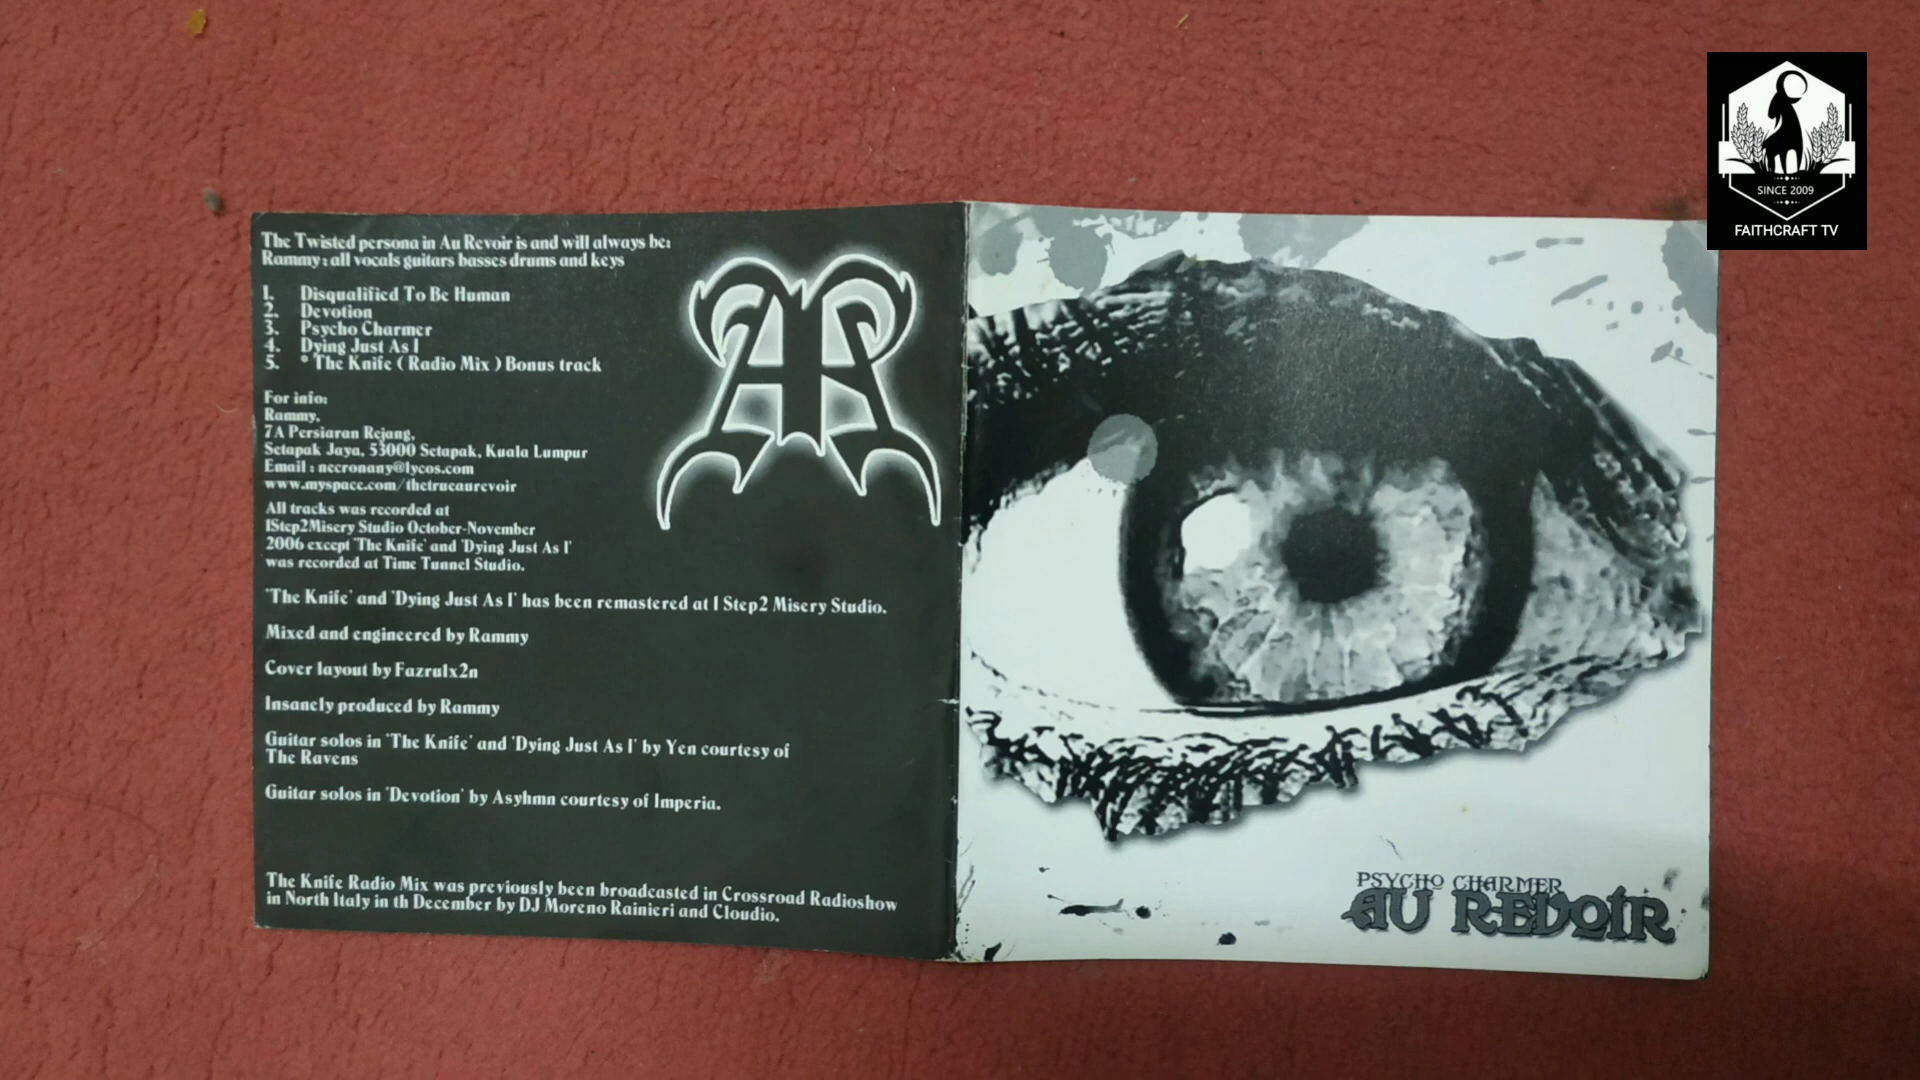 The Twisted persona in Au Revoir is and will always be:
Rammy : all vocals guitars basses drums and keys
1. Disqualified To Be Human
2. Devotion
3. Psycho Charmer
4. Dying Just As I
5. * The Knife ( Radio Mix ) Bonus track
For info:
Rammy,
7A Persiaran Rejang,
Setapak Jaya, 53000 Setapak, Kuala Lumpur
Email : necronany@lycos.com
www.myspace.com/thetrueaurevoir
All tracks was recorded at
1Step2Misery Studio October-November
2006 except 'The Knife' and 'Dying Just As I'
was recorded at Time Tunnel Studio.
'The Knife' and 'Dying Just As I' has been remastered at 1 Step2 Misery Studio.
Mixed and engineered by Rammy
Cover layout by Fazrulx2n
Insanely produced by Rammy
Guitar solos in 'The Knife' and 'Dying Just As I' by Yen courtesy of
The Ravens
Guitar solos in 'Devotion' by Asyhmn courtesy of Imperia.
The Knife Radio Mix was previously been broadcasted in Crossroad Radioshow
in North Italy in th December by DJ Moreno Rainieri and Cloudio.
PSYCHO CHARMER
AU REVOIR
SINCE 2009
FAITHCRAFT TV